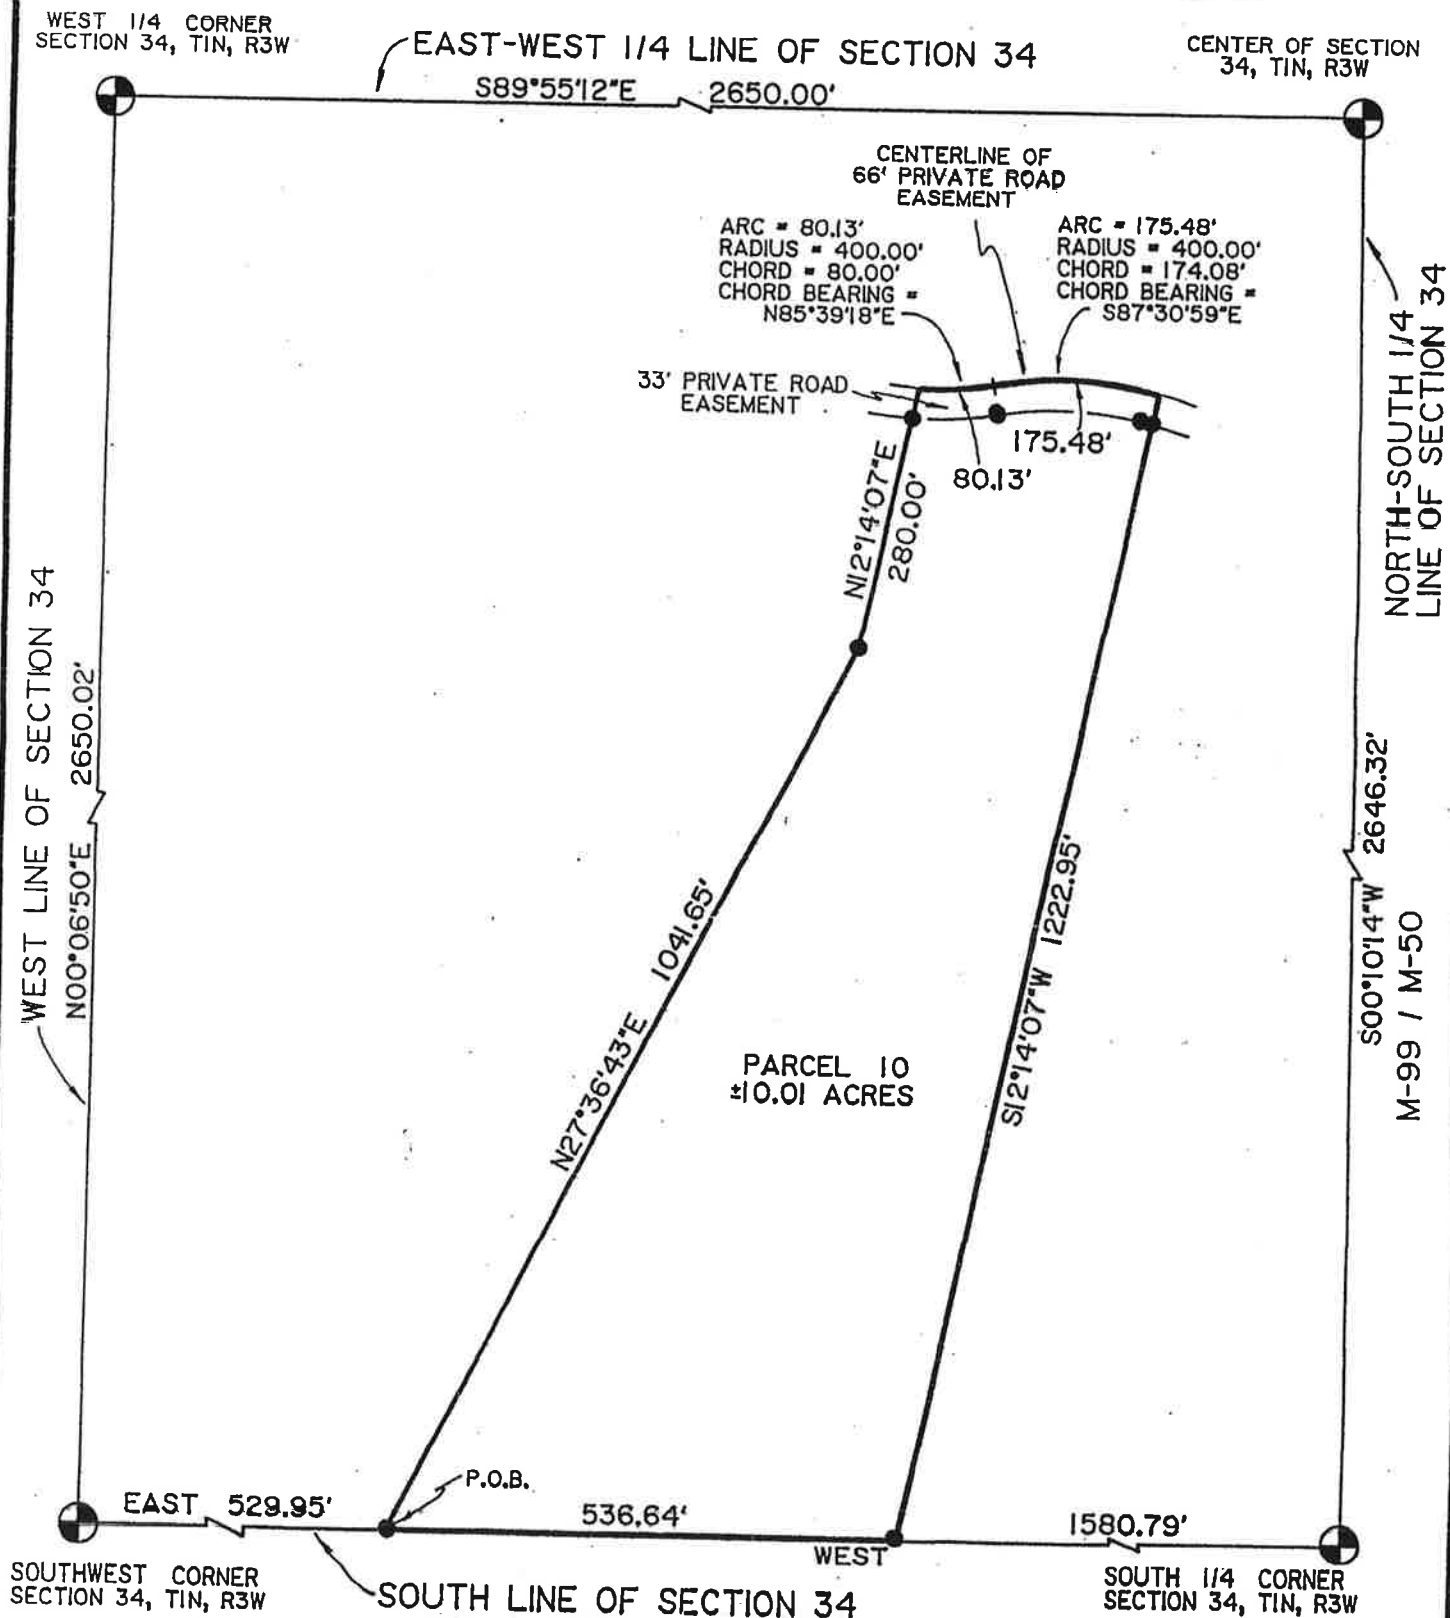 WEST 1/4 CORNER
SECTION 34, T1N, R3W
EAST-WEST 1/4 LINE OF SECTION 34
CENTER OF SECTION
34, T1N, R3W
S89°55'12"E 2650.00'
CENTERLINE OF
66' PRIVATE ROAD
EASEMENT
ARC = 80.13'
RADIUS = 400.00'
CHORD = 80.00'
CHORD BEARING =
N85°39'18"E
ARC = 175.48'
RADIUS = 400.00'
CHORD = 174.08'
CHORD BEARING =
S87°30'59"E
33' PRIVATE ROAD
EASEMENT
175.48'
80.13'
N12°14'07"E
280.00'
NORTH-SOUTH 1/4
LINE OF SECTION 34
WEST LINE OF SECTION 34
N00°06'50"E 2650.02'
N27°36'43"E 1041.65'
S12°14'07"W 1222.95'
S00°10'14"W 2646.32'
M-99 / M-50
PARCEL 10
±10.01 ACRES
P.O.B.
EAST 529.95'
536.64'
WEST
1580.79'
SOUTHWEST CORNER
SECTION 34, T1N, R3W
SOUTH LINE OF SECTION 34
SOUTH 1/4 CORNER
SECTION 34, T1N, R3W